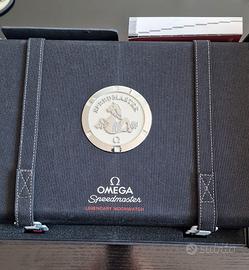 SPEEDMASTER
Ω
OMEGA
Speedmaster
LEGENDARY MOONWATCH
subito